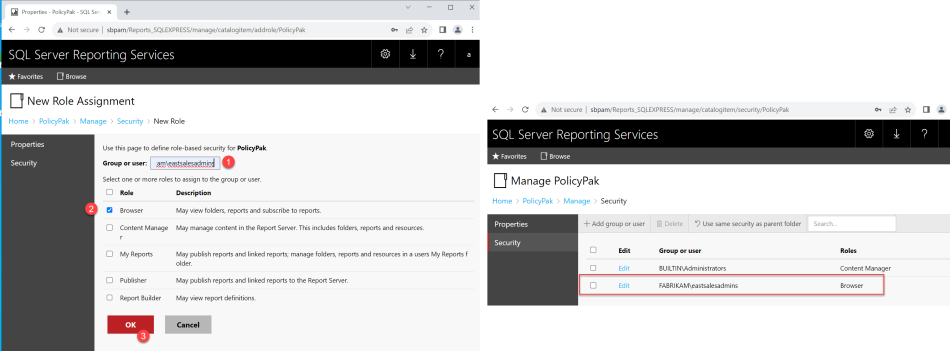 Properties - PolicyPak - SQL Ser
Not secure | sbpam/Reports_SQLEXPRESS/manage/catalogitem/addrole/PolicyPak
SQL Server Reporting Services
a
Favorites Browse
New Role Assignment
Home > PolicyPak > Manage > Security > New Role
Properties
Security
Use this page to define role-based security for PolicyPak.
Group or user: am\eastsalesadmins 1
Select one or more roles to assign to the group or user.
Role Description
2 Browser May view folders, reports and subscribe to reports.
Content Manage
r
May manage content in the Report Server. This includes folders, reports and resources.
My Reports May publish reports and linked reports; manage folders, reports and resources in a users My Reports f
older.
Publisher May publish reports and linked reports to the Report Server.
Report Builder May view report definitions.
OK Cancel
3
Not secure | sbpam/Reports_SQLEXPRESS/manage/catalogitem/security/PolicyPak
SQL Server Reporting Services
Favorites Browse
Manage PolicyPak
Home > PolicyPak > Manage > Security
Properties
Security
+ Add group or user Delete Use same security as parent folder Search...
Edit Group or user Roles
Edit BUILTIN\Administrators Content Manager
Edit FABRIKAM\eastsalesadmins Browser